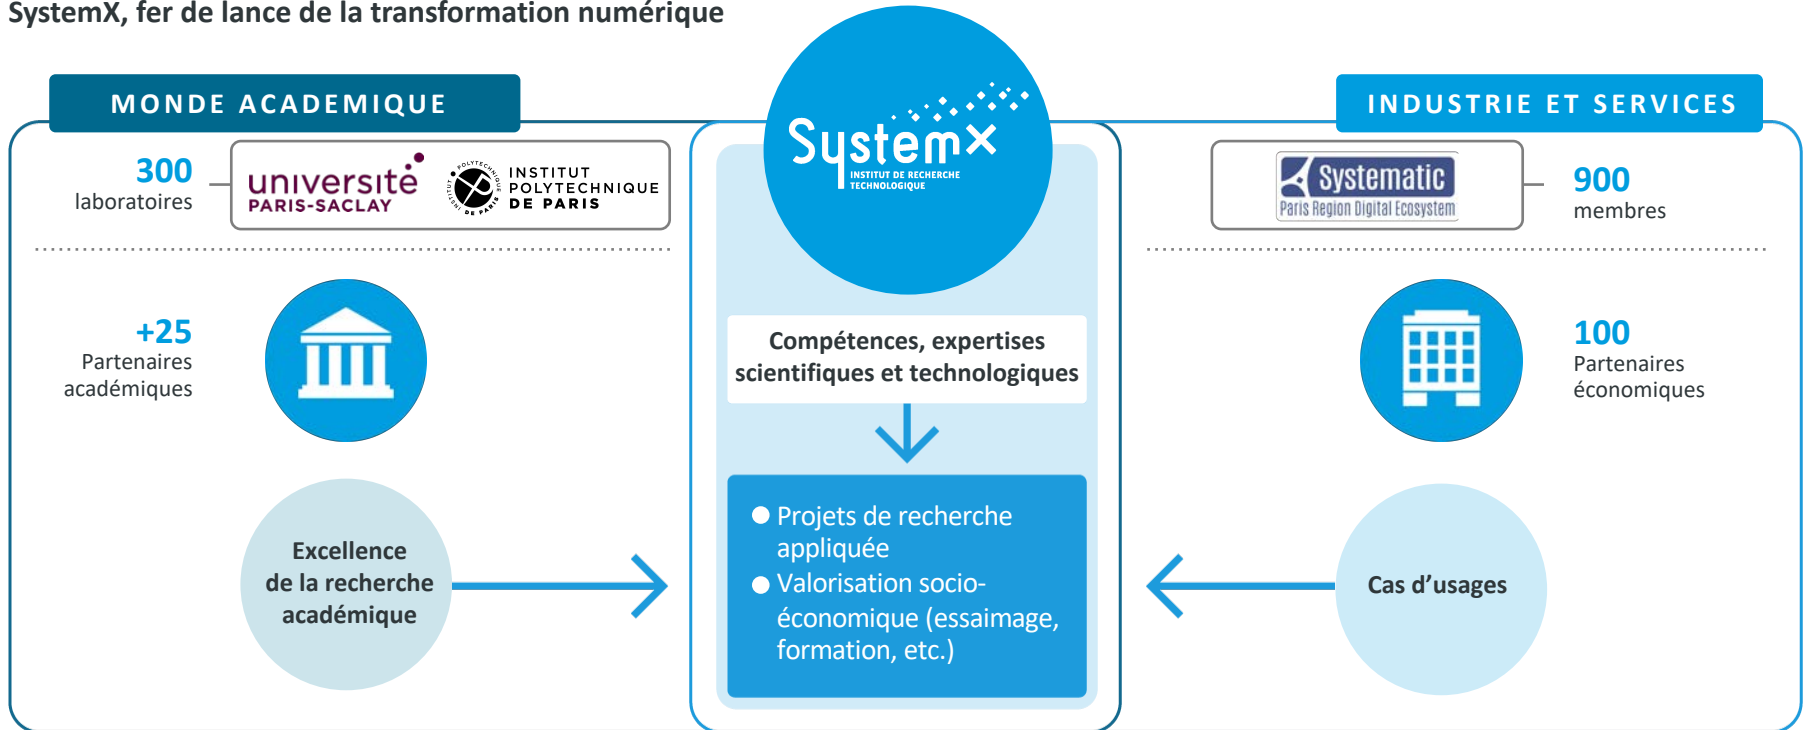 SystemX, fer de lance de la transformation numérique
MONDE ACADEMIQUE
300
laboratoires
université
PARIS-SACLAY
INSTITUT
POLYTECHNIQUE
DE PARIS
+25
Partenaires
académiques
Excellence
de la recherche
académique
SystemX
INSTITUT DE RECHERCHE
TECHNOLOGIQUE
Compétences, expertises
scientifiques et technologiques
Projets de recherche
appliquée
Valorisation socio-
économique (essaimage,
formation, etc.)
INDUSTRIE ET SERVICES
Systematic
Paris Region Digital Ecosystem
900
membres
100
Partenaires
économiques
Cas d’usages